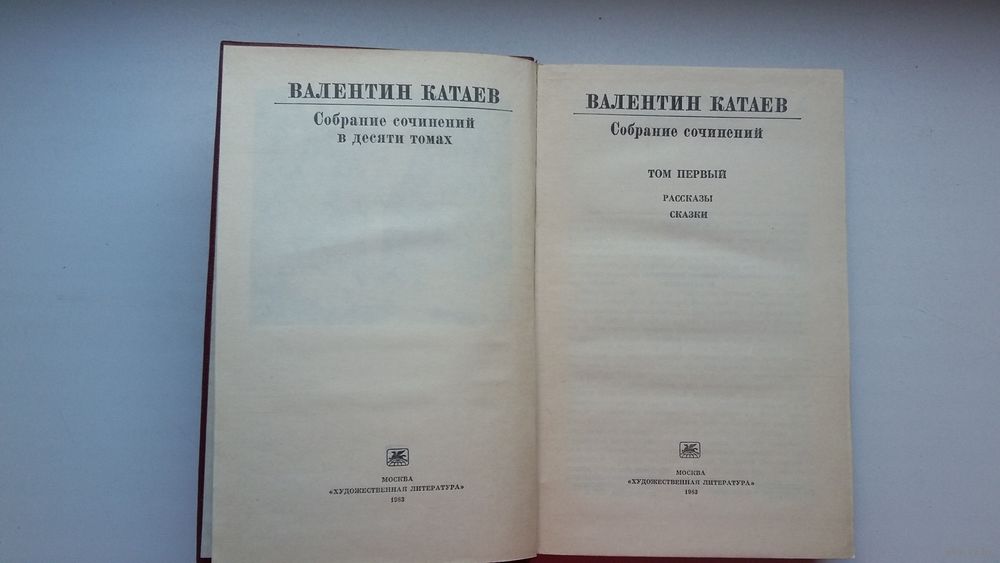 ВАЛЕНТИН КАТАЕВ
Собрание сочинений
в десяти томах
МОСКВА
«ХУДОЖЕСТВЕННАЯ ЛИТЕРАТУРА»
1983
ВАЛЕНТИН КАТАЕВ
Собрание сочинений
ТОМ ПЕРВЫЙ
РАССКАЗЫ
СКАЗКИ
МОСКВА
«ХУДОЖЕСТВЕННАЯ ЛИТЕРАТУРА»
1983